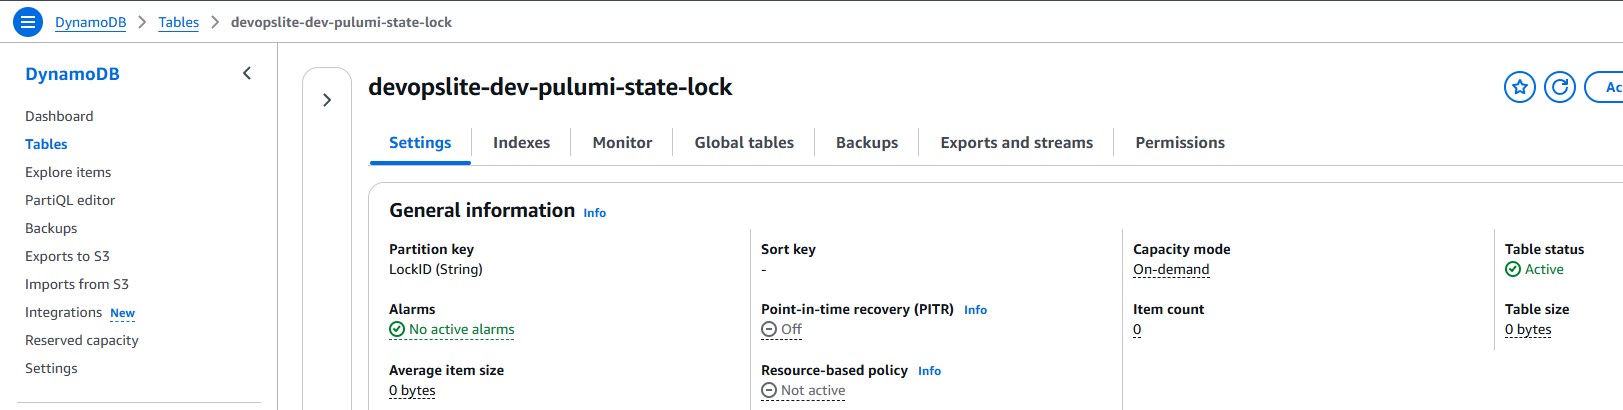 DynamoDB > Tables > devopslite-dev-pulumi-state-lock
DynamoDB
Dashboard
Tables
Explore items
PartiQL editor
Backups
Exports to S3
Imports from S3
Integrations New
Reserved capacity
Settings
devopslite-dev-pulumi-state-lock
Ac
Settings Indexes Monitor Global tables Backups Exports and streams Permissions
General information Info
Partition key
LockID (String)
Sort key
-
Capacity mode
On-demand
Table status
Active
Alarms
No active alarms
Point-in-time recovery (PITR) Info
Off
Item count
0
Table size
0 bytes
Average item size
0 bytes
Resource-based policy Info
Not active